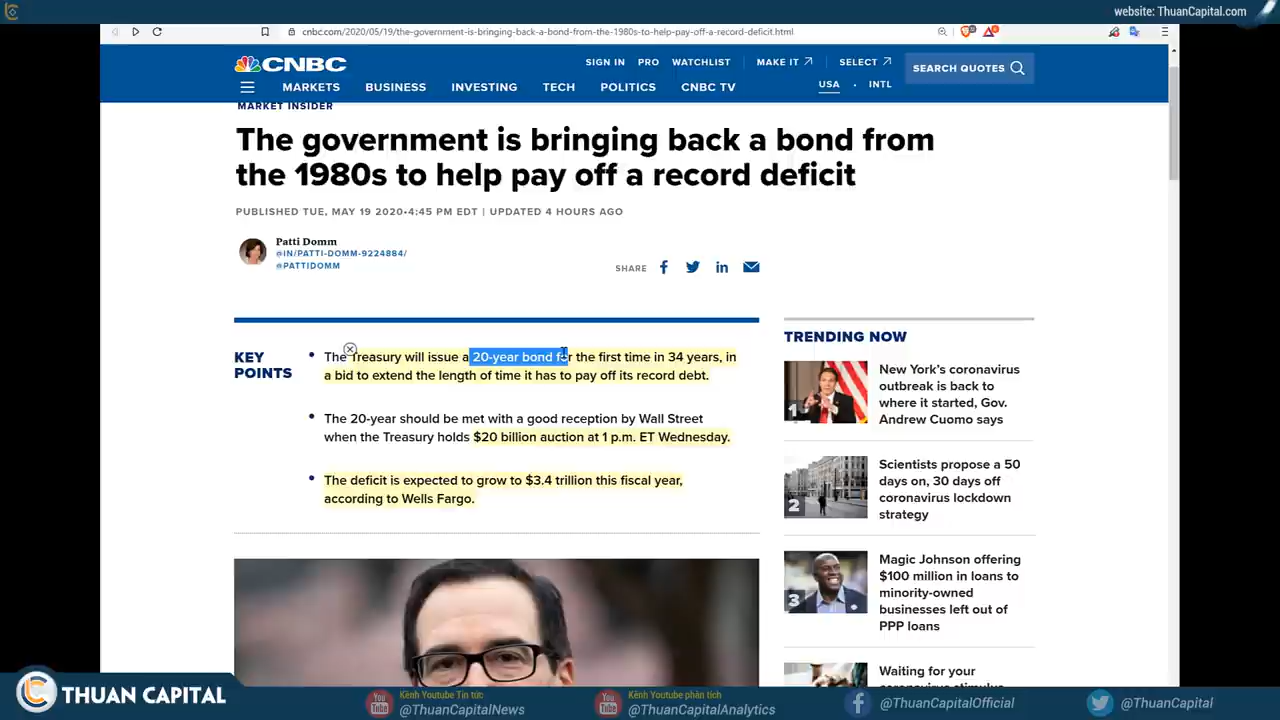 website: ThuanCapital.com
cnbc.com/2020/05/19/the-government-is-bringing-back-a-bond-from-the-1980s-to-help-pay-off-a-record-deficit.html
CNBC
SIGN IN PRO WATCHLIST MAKE IT SELECT
SEARCH QUOTES
MARKETS BUSINESS INVESTING TECH POLITICS CNBC TV
USA · INTL
MARKET INSIDER
The government is bringing back a bond from
the 1980s to help pay off a record deficit
PUBLISHED TUE, MAY 19 2020•4:45 PM EDT | UPDATED 4 HOURS AGO
Patti Domm
@IN/PATTI-DOMM-9224884/
@PATTIDOMM
SHARE
KEY
POINTS
The Treasury will issue a 20-year bond for the first time in 34 years, in
a bid to extend the length of time it has to pay off its record debt.
The 20-year should be met with a good reception by Wall Street
when the Treasury holds $20 billion auction at 1 p.m. ET Wednesday.
The deficit is expected to grow to $3.4 trillion this fiscal year,
according to Wells Fargo.
TRENDING NOW
1
New York’s coronavirus
outbreak is back to
where it started, Gov.
Andrew Cuomo says
2
Scientists propose a 50
days on, 30 days off
coronavirus lockdown
strategy
3
Magic Johnson offering
$100 million in loans to
minority-owned
businesses left out of
PPP loans
Waiting for your
THUAN CAPITAL
Kênh Youtube Tin tức:
@ThuanCapitalNews
Kênh Youtube phân tích
@ThuanCapitalAnalytics
@ThuanCapitalOfficial
@ThuanCapital